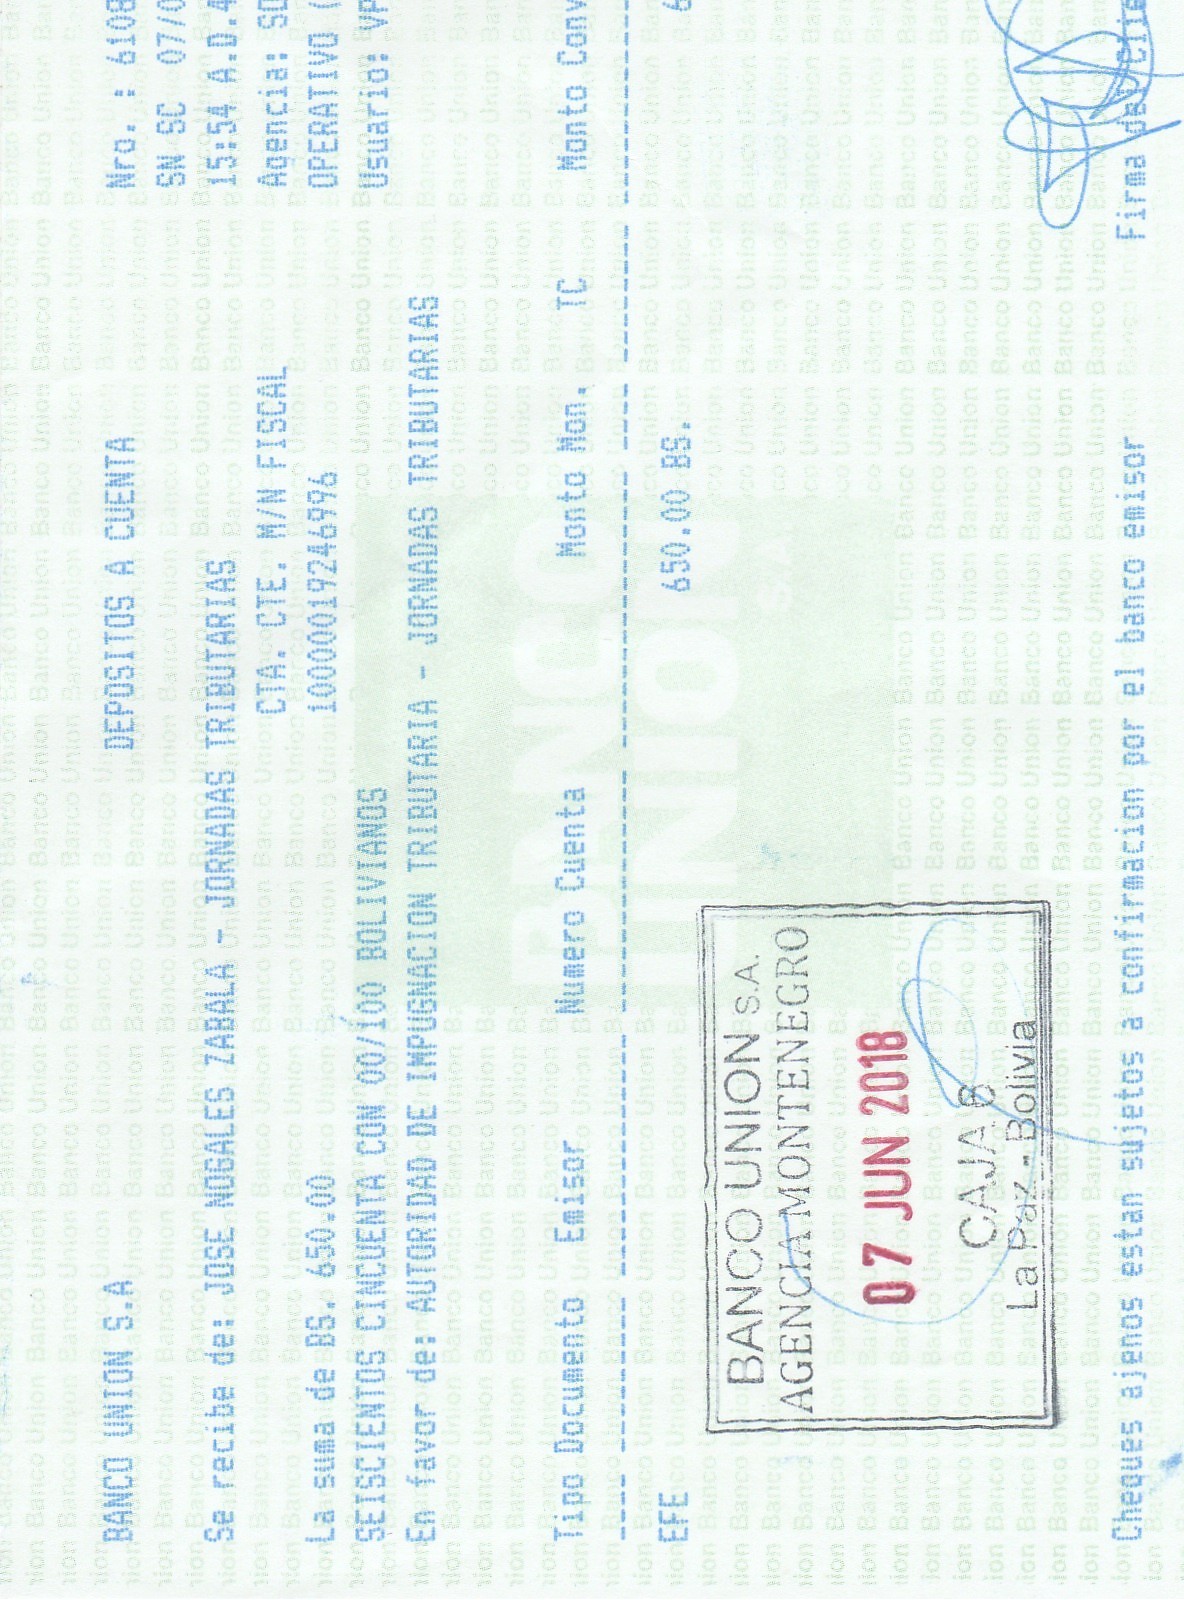 BANCO UNION S.A DEPOSITOS A CUENTA Nro. : 6108
SN SC 07/0
Se recibe de: JOSE NOGALES ZABALA - JORNADAS TRIBUTARIAS 15:54 A.D.4
CTA. CTE. M/N FISCAL Agencia: SO
La suma de BS. 650.00 10000019246996 OPERATIVO (
SEISCIENTOS CINCUENTA CON 00/100 BOLIVIANOS Usuario: VP
En favor de: AUTORIDAD DE IMPUGNACION TRIBUTARIA - JORNADAS TRIBUTARIAS
Tipo Documento Emisor Numero Cuenta Monto Mon. TC Monto Conv
EFE 650.00 BS. 6
BANCO UNION S.A.
AGENCIA MONTENEGRO
07 JUN 2018
CAJA 8
La Paz - Bolivia
Cheques ajenos estan sujetos a confirmacion por el banco emisor Firma del Clie
BANCO
UNION
S.A.